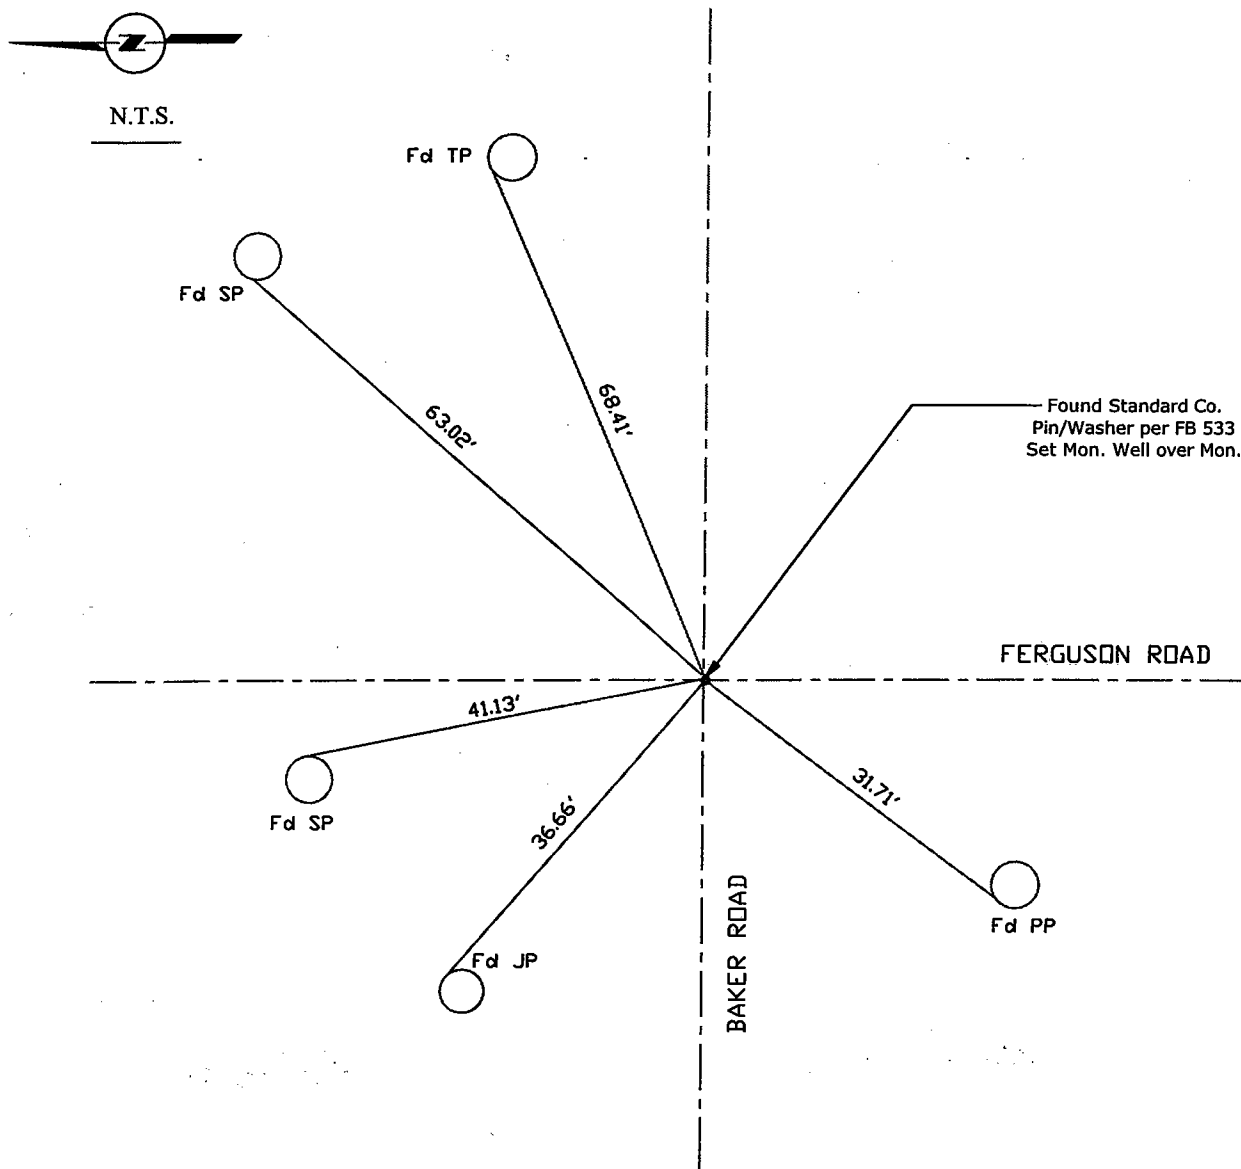 N
N.T.S.
Fd TP
Fd SP
68.41'
63.02'
Found Standard Co.
Pin/Washer per FB 533
Set Mon. Well over Mon.
FERGUSON ROAD
41.13'
31.71'
Fd SP
36.66'
BAKER ROAD
Fd PP
Fd JP